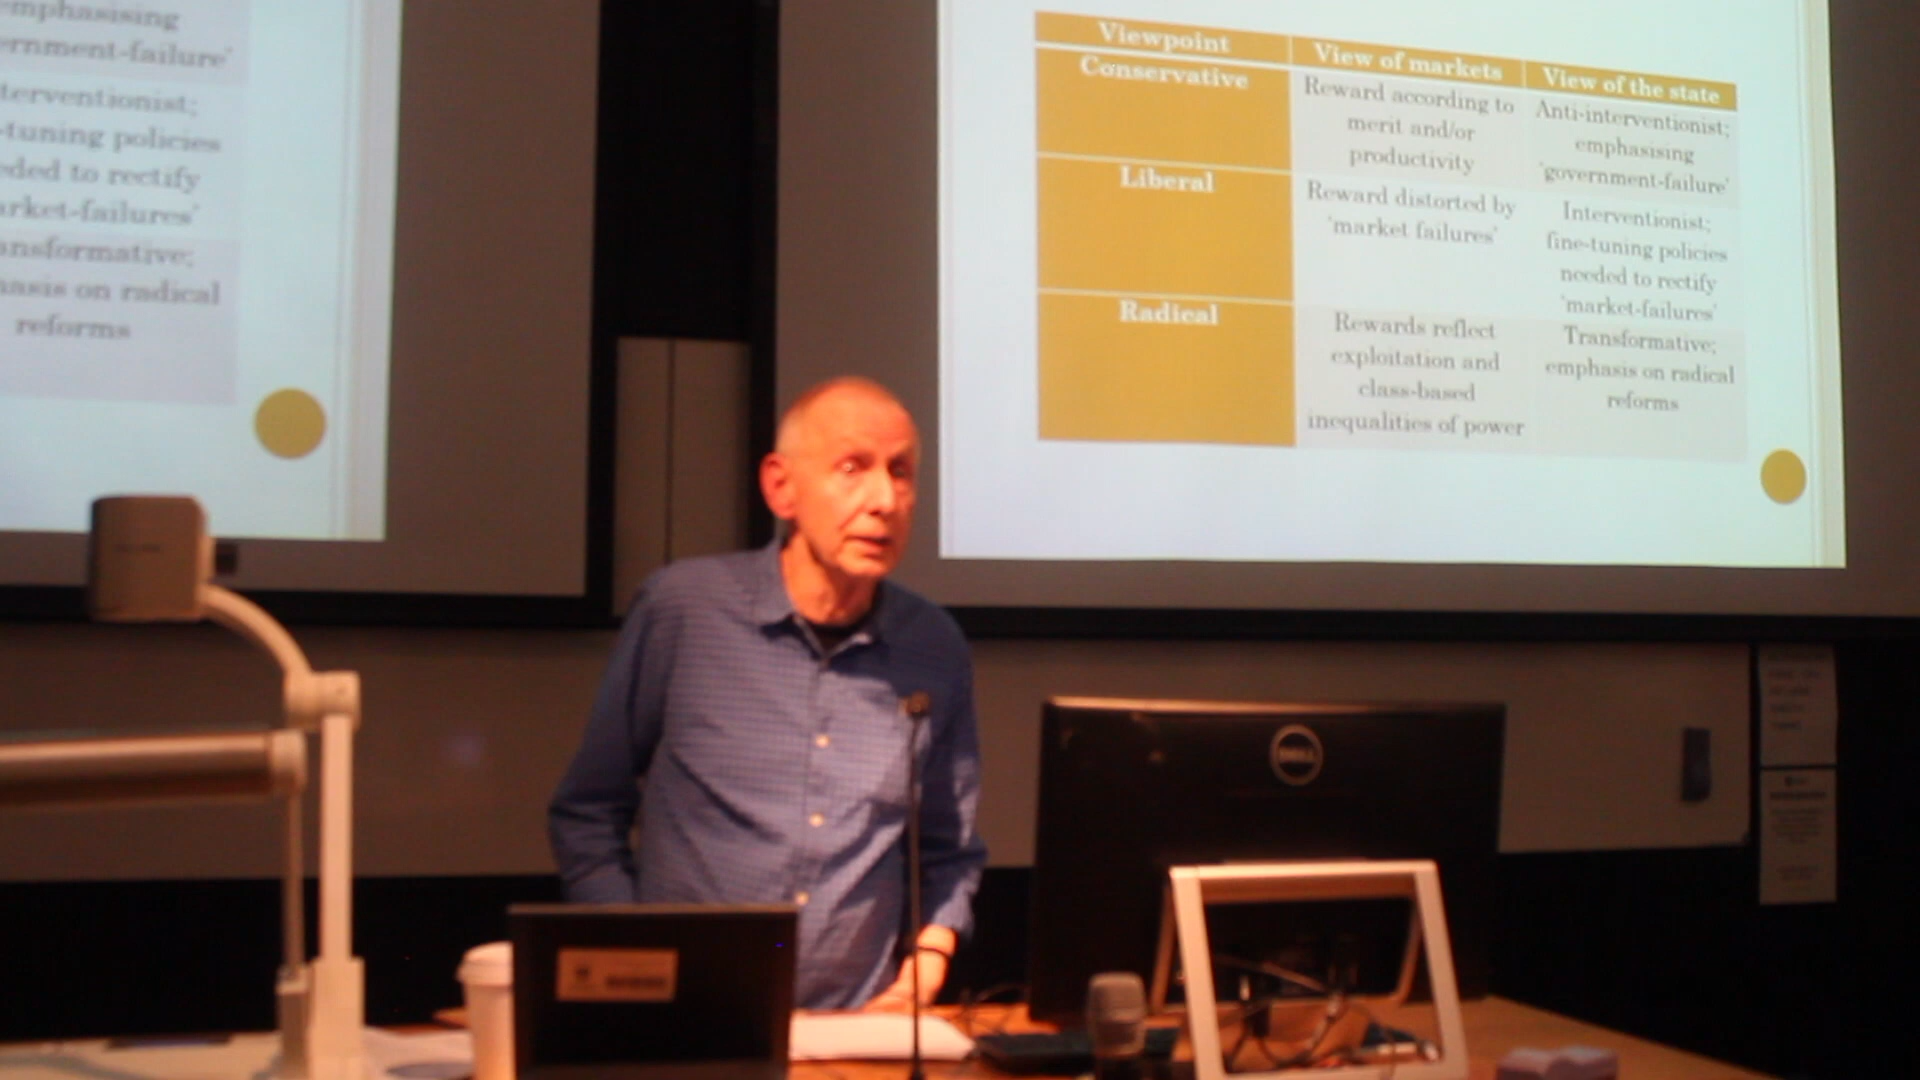 emphasising
ernment-failure'
terventionist;
-tuning policies
eded to rectify
arket-failures'
ansformative;
hasis on radical
reforms
Viewpoint
View of markets
View of the state
Conservative
Reward according to
merit and/or
productivity
Anti-interventionist;
emphasising
'government-failure'
Liberal
Reward distorted by
'market failures'
Interventionist;
fine-tuning policies
needed to rectify
'market-failures'
Radical
Rewards reflect
exploitation and
class-based
inequalities of power
Transformative;
emphasis on radical
reforms
DELL